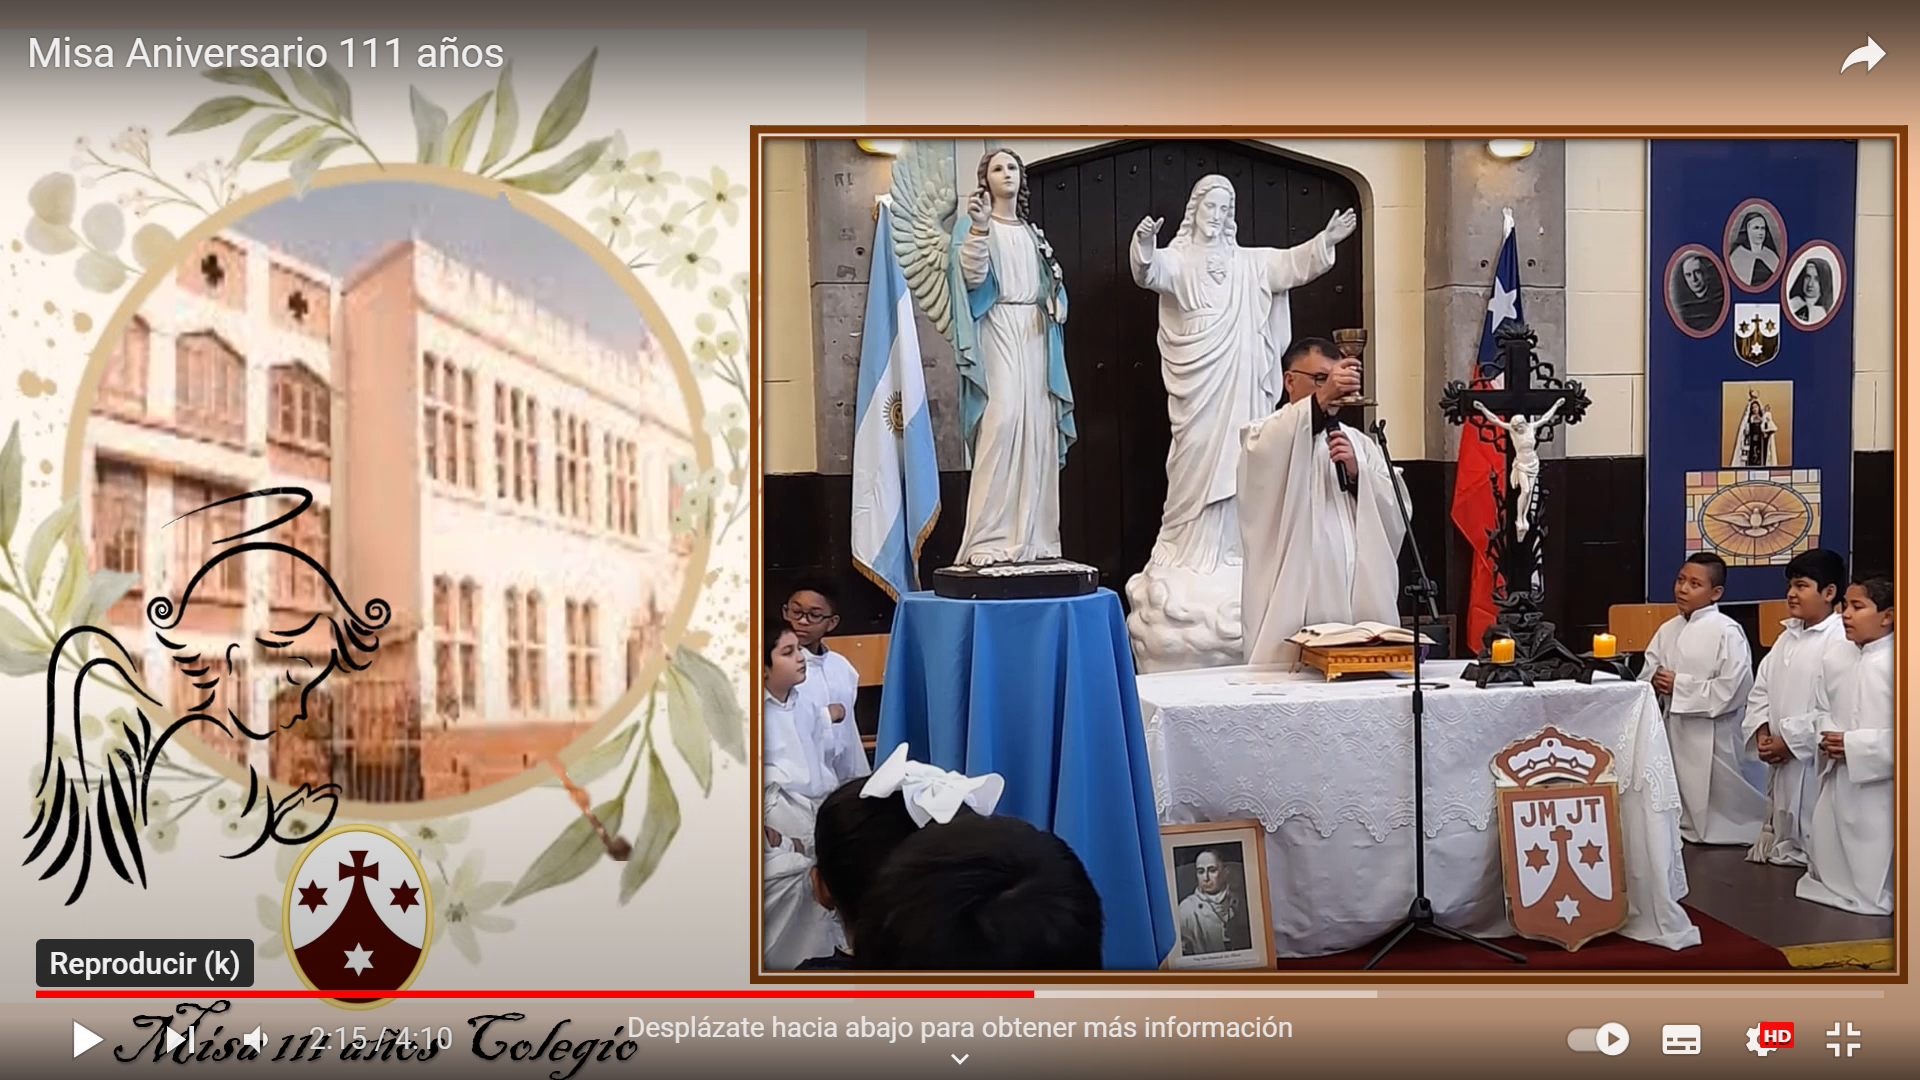 Misa Aniversario 111 años
JM JT
Reproducir (k)
Misa 111 años Colegio
2:15 / 4:10
Desplázate hacia abajo para obtener más información
HD